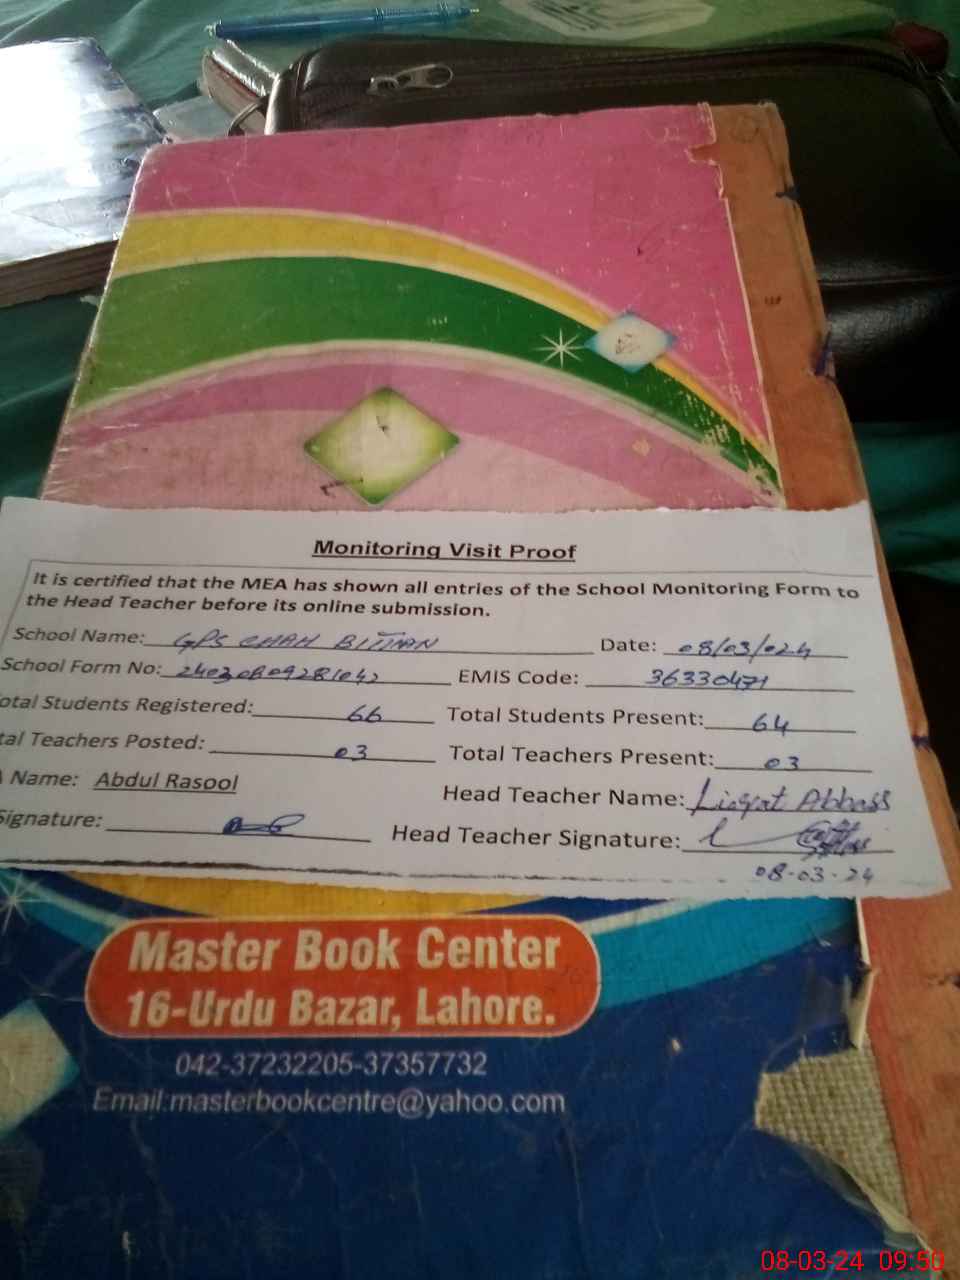 Monitoring Visit Proof
It is certified that the MEA has shown all entries of the School Monitoring Form to
the Head Teacher before its online submission.
School Name: GPS CHAH Date: 08/03/024
School Form No: EMIS Code: 36330471
otal Students Registered: 66 Total Students Present: 64
tal Teachers Posted: 03 Total Teachers Present: 03
Name: Abdul Rasool Head Teacher Name: Liaqat Abbass
Signature: Head Teacher Signature:
08-03-24
Master Book Center
16-Urdu Bazar, Lahore.
042-37232205-37357732
Email:masterbookcentre@yahoo.com
08-03-24 09:50